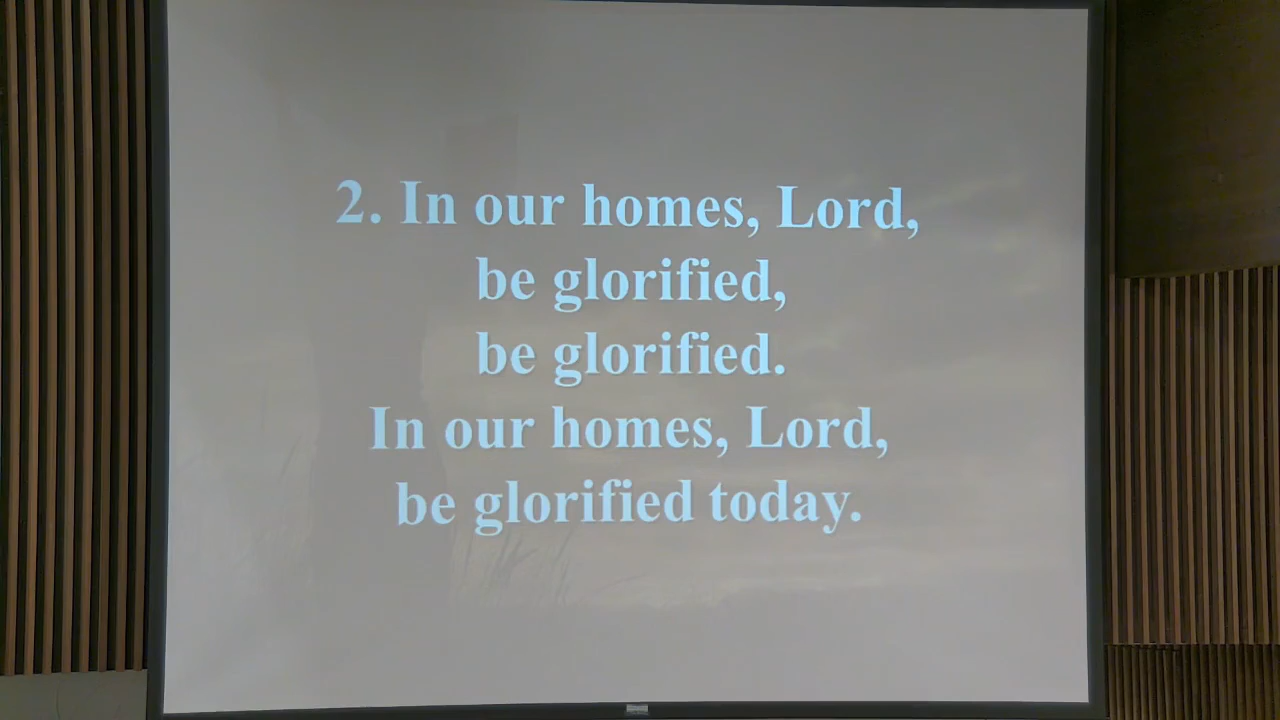 2. In our homes, Lord,
be glorified,
be glorified.
In our homes, Lord,
be glorified today.